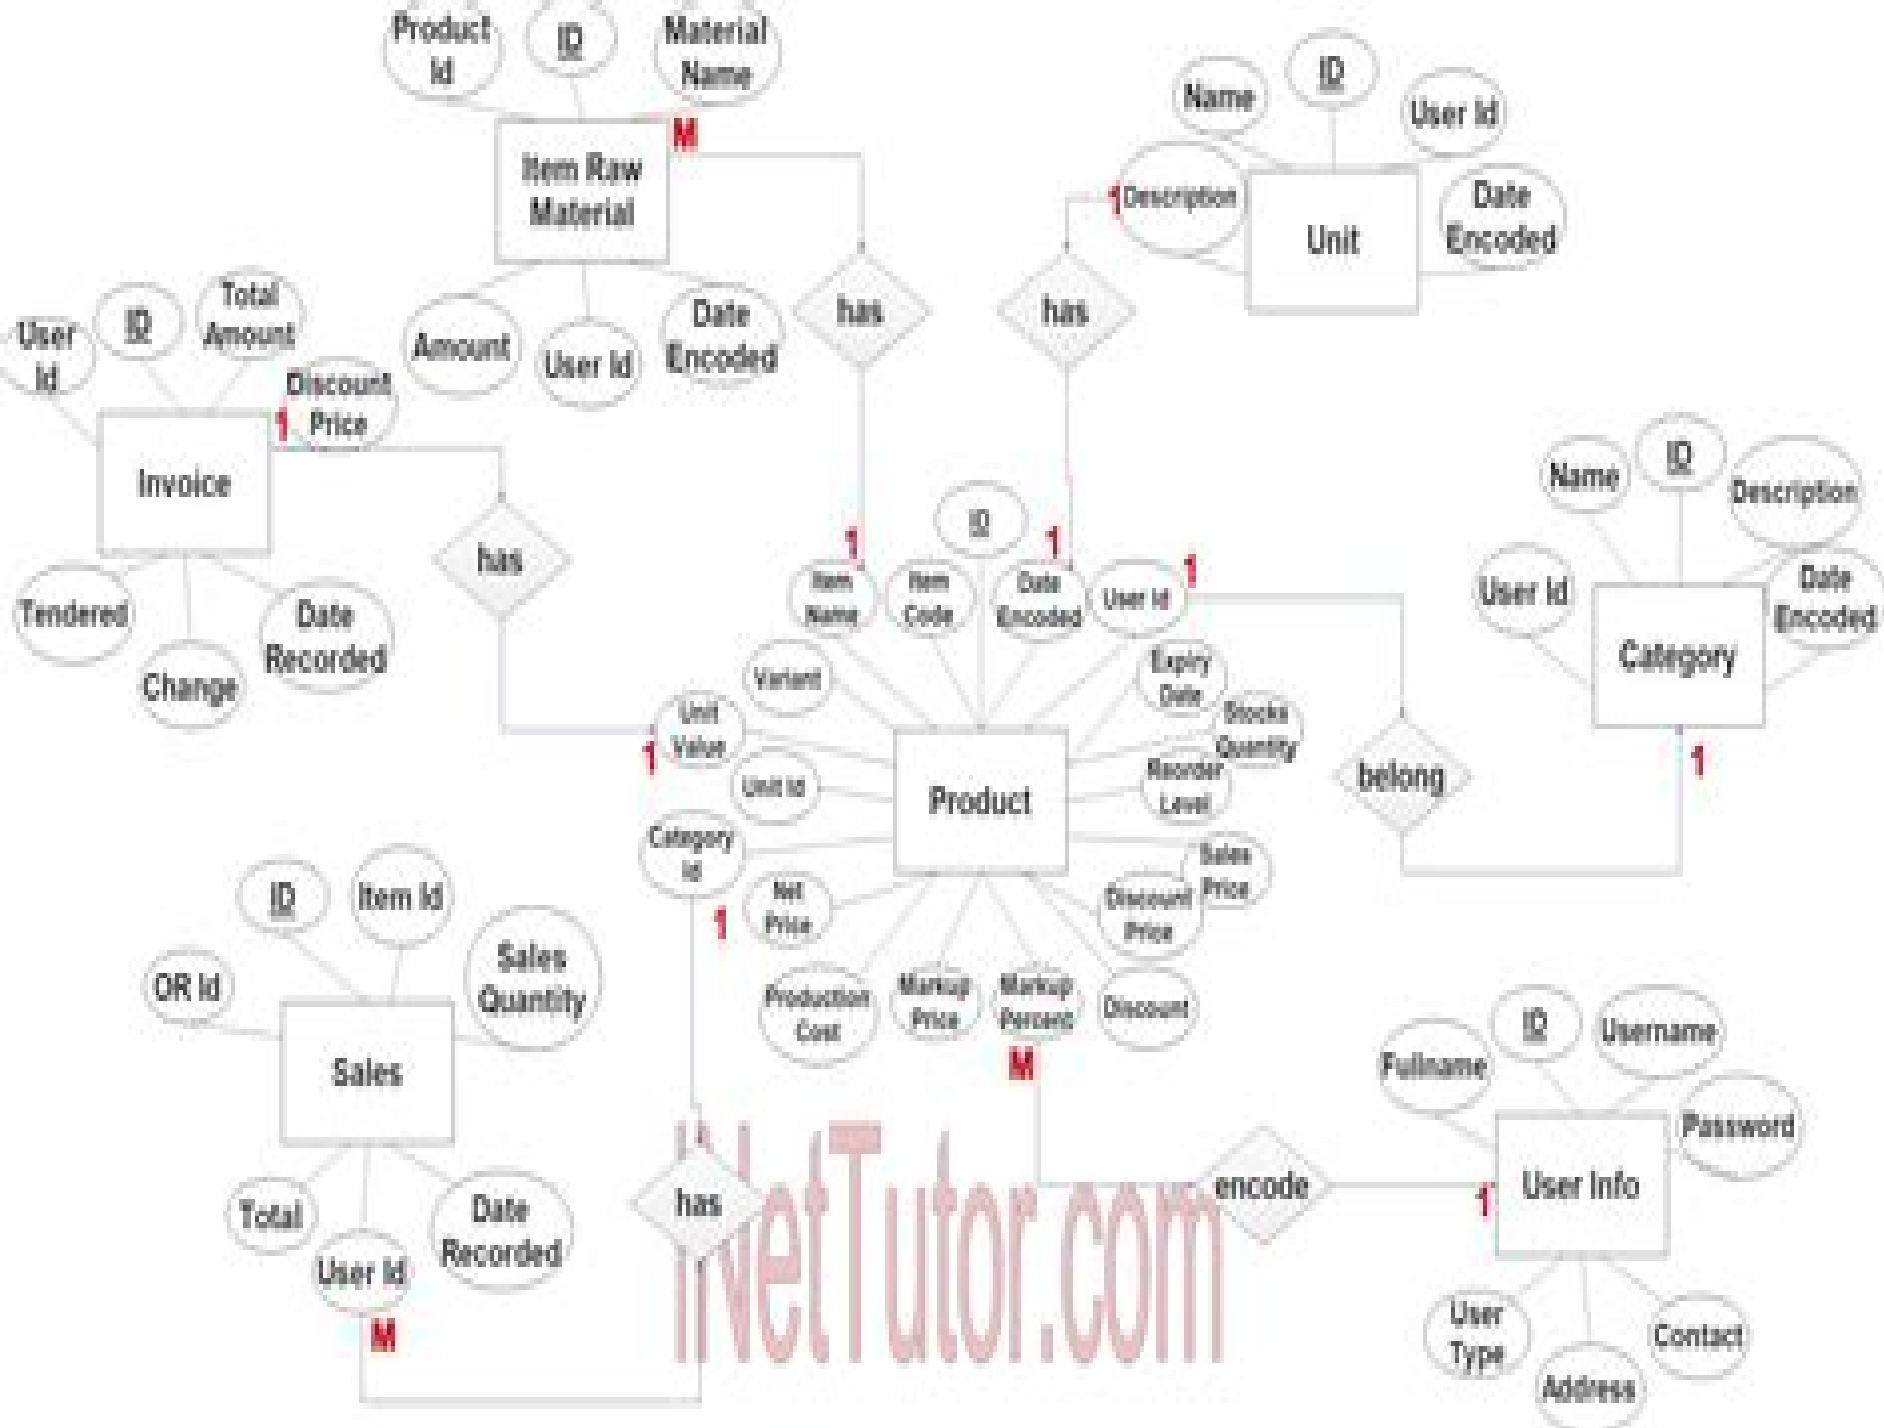 Product
Id
ID
Material
Name
M
Item Raw
Material
Amount
User Id
Date
Encoded
has
1
Name
ID
User Id
1
Description
Date
Encoded
Unit
has
1
User
Id
ID
Total
Amount
Discount
Price
1
Invoice
Tendered
Change
Date
Recorded
has
1
Name
ID
Description
User Id
Date
Encoded
Category
1
belong
1
Item
Name
Item
Code
ID
Date
Encoded
User Id
Variant
Expiry
Date
Unit
Value
Stocks
Quantity
Unit Id
Reorder
Level
Product
Category
Id
Net
Price
Sales
Price
Discount
Price
Production
Cost
Markup
Price
Markup
Percent
Discount
1
M
ID
Item Id
OR Id
Sales
Quantity
Sales
Total
User Id
Date
Recorded
M
has
encode
1
Fullname
ID
Username
Password
User Info
User
Type
Address
Contact
iNetTutor.com